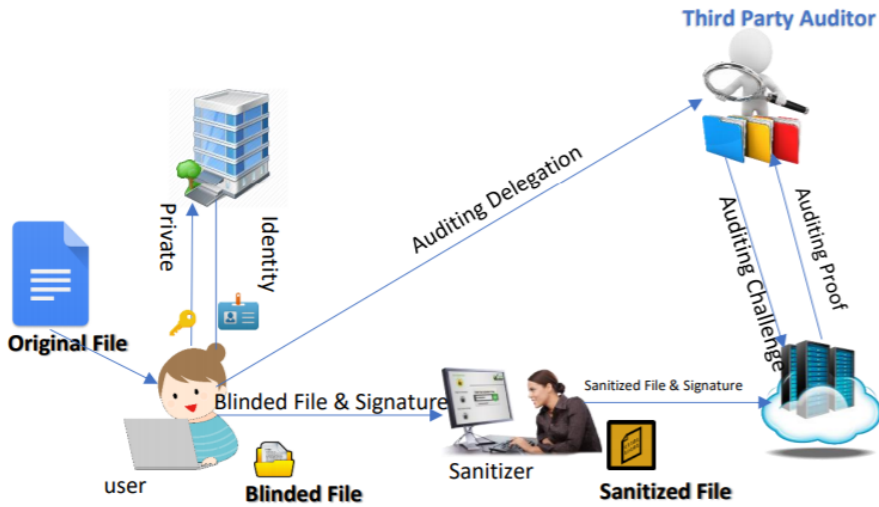 Third Party Auditor
Private
Identity
Auditing Delegation
Auditing Challenge
Auditing Proof
Original File
Blinded File & Signature
Sanitized File & Signature
user
Blinded File
Sanitizer
Sanitized File